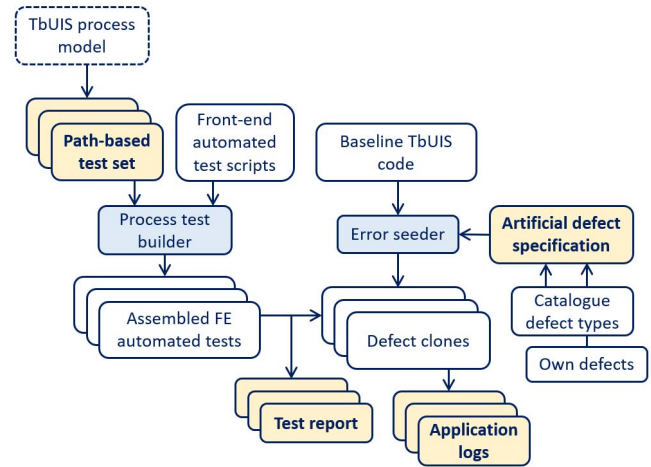 TbUIS process
model
Path-based
test set
Front-end
automated
test scripts
Baseline TbUIS
code
Process test
builder
Error seeder
Artificial defect
specification
Assembled FE
automated tests
Defect clones
Catalogue
defect types
Own defects
Test report
Application
logs